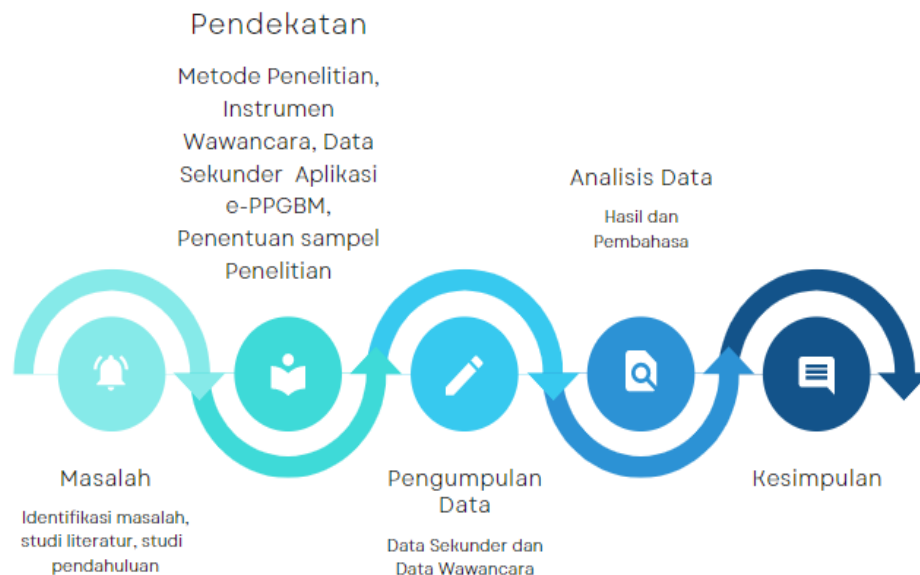 Pendekatan
Metode Penelitian,
Instrumen
Wawancara, Data
Sekunder Aplikasi
e-PPGBM,
Penentuan sampel
Penelitian
Analisis Data
Hasil dan
Pembahasa
Masalah
Identifikasi masalah,
studi literatur, studi
pendahuluan
Pengumpulan
Data
Data Sekunder dan
Data Wawancara
Kesimpulan